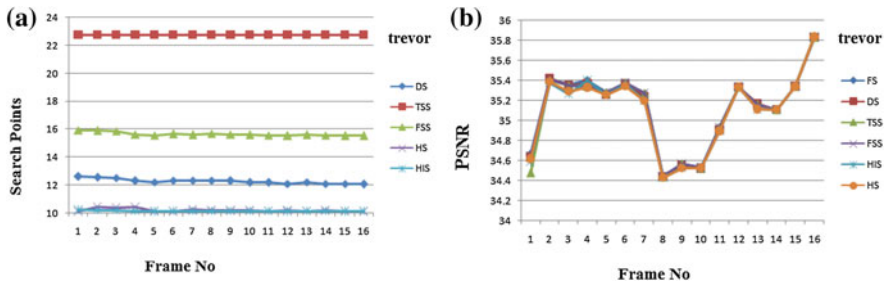 (a)
trevor
24
22
20
18
16
14
12
10
Search Points
1 2 3 4 5 6 7 8 9 10 11 12 13 14 15 16
Frame No
DS
TSS
FSS
HS
HIS
(b)
trevor
36
35.8
35.6
35.4
35.2
35
34.8
34.6
34.4
34.2
34
PSNR
1 2 3 4 5 6 7 8 9 10 11 12 13 14 15 16
Frame No
FS
DS
TSS
FSS
HIS
HS